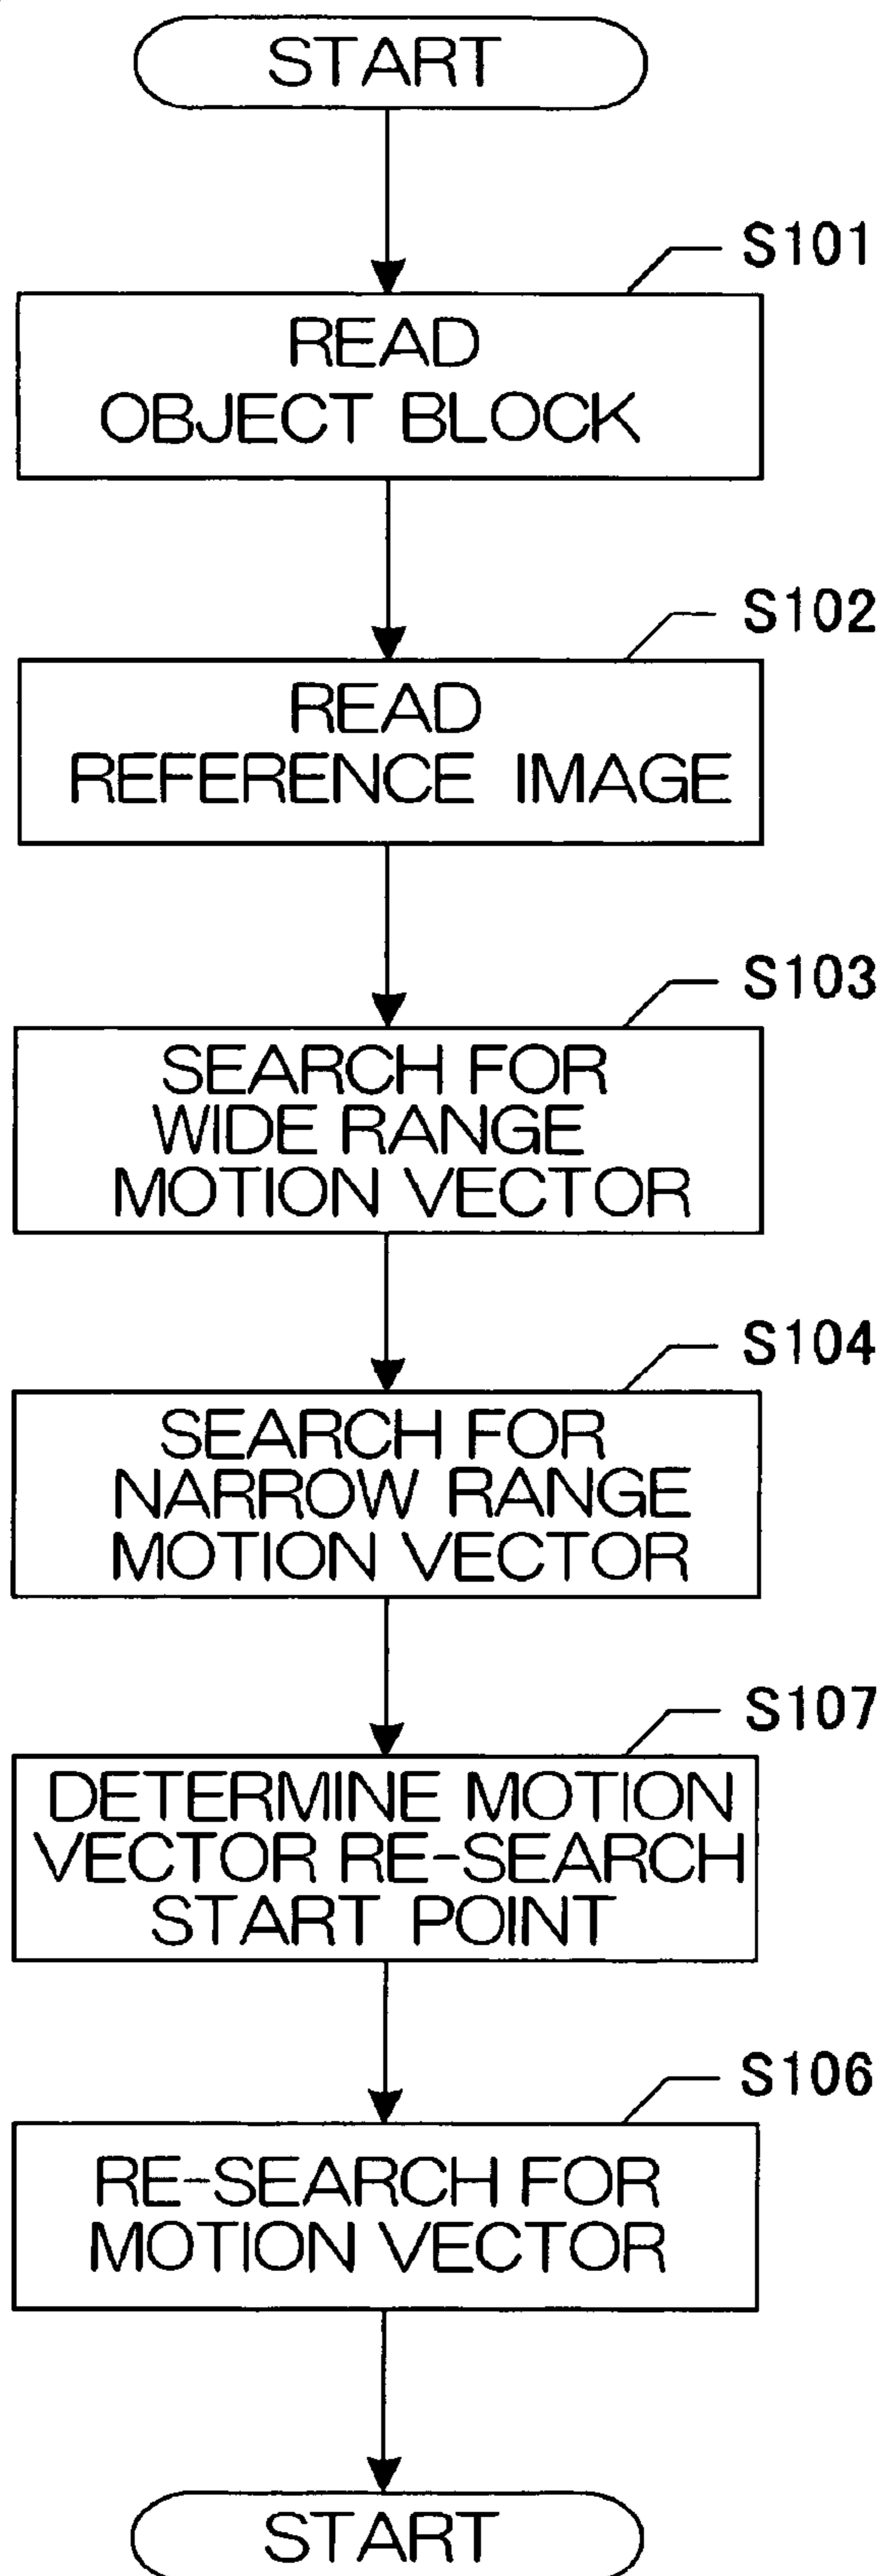 START
S101
READ
OBJECT BLOCK
S102
READ
REFERENCE IMAGE
S103
SEARCH FOR
WIDE RANGE
MOTION VECTOR
S104
SEARCH FOR
NARROW RANGE
MOTION VECTOR
S107
DETERMINE MOTION
VECTOR RE-SEARCH
START POINT
S106
RE-SEARCH FOR
MOTION VECTOR
START